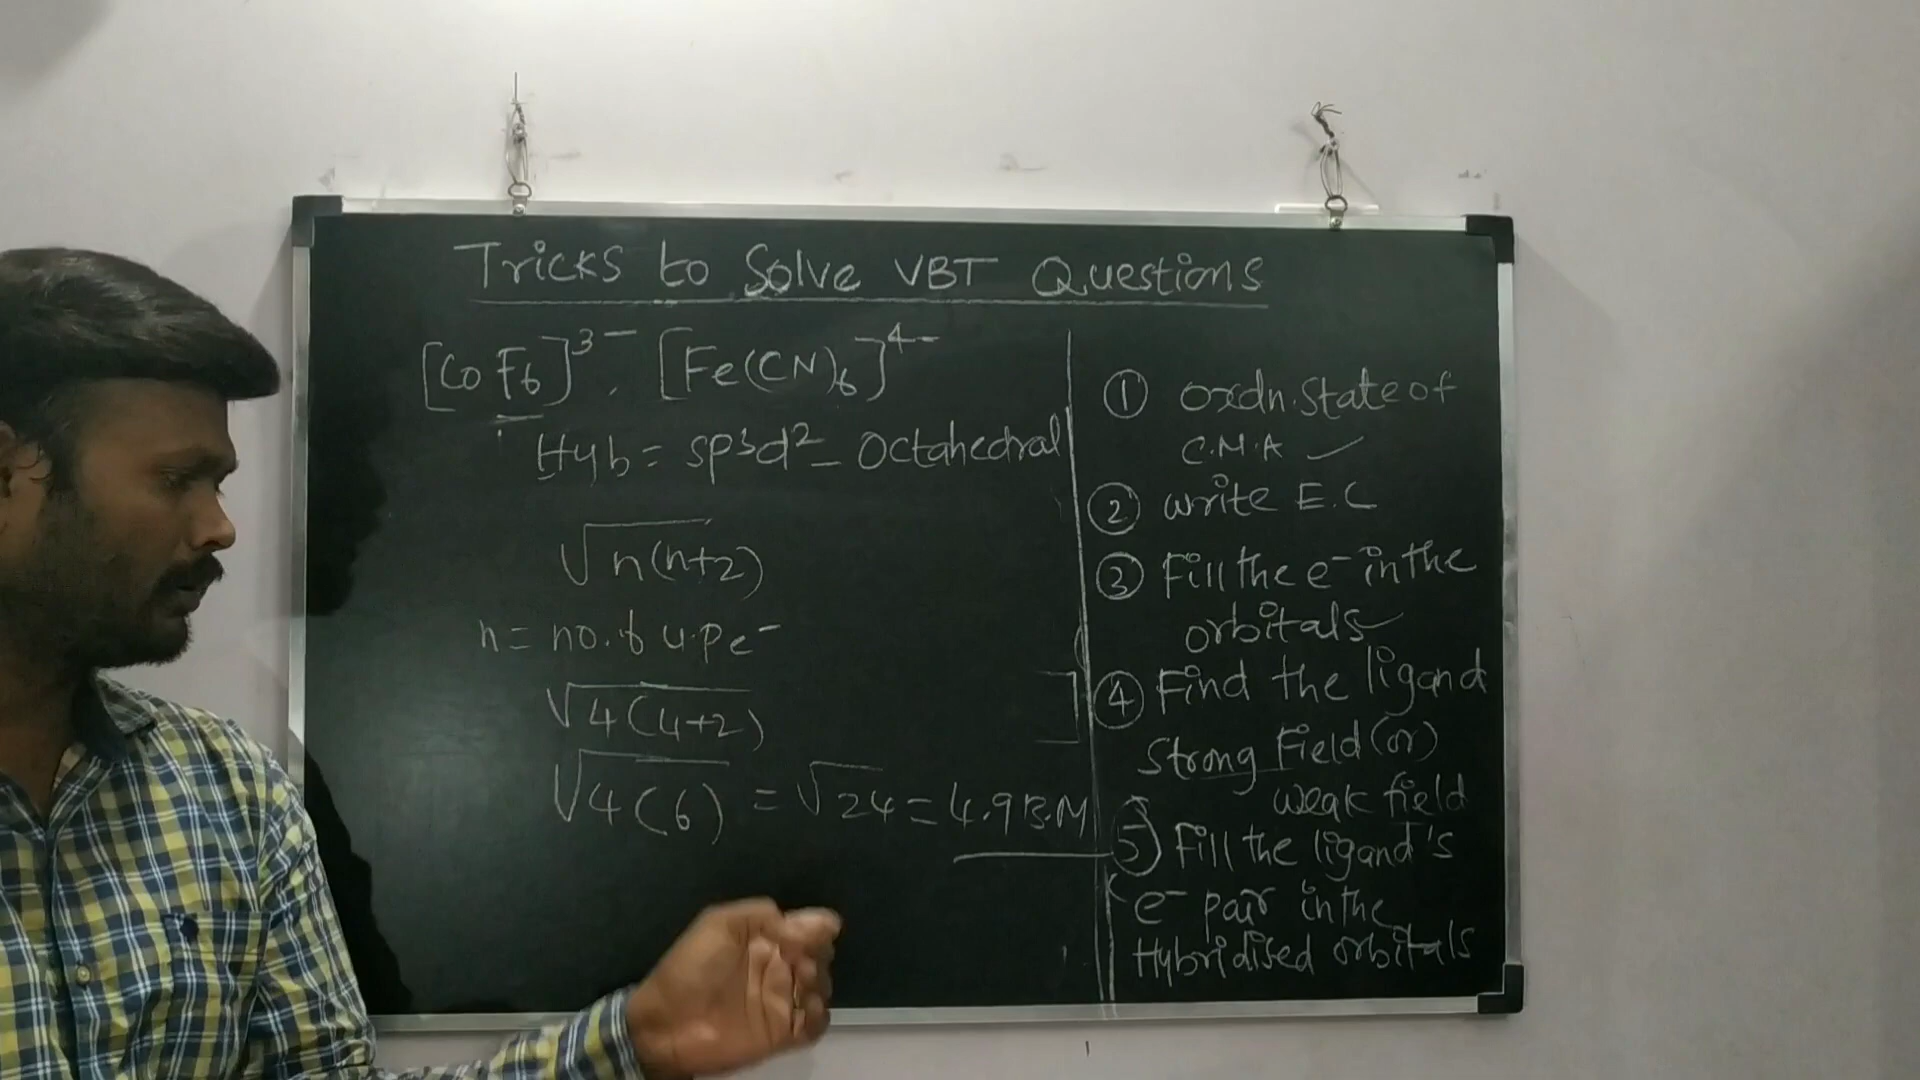 Tricks to Solve VBT Questions
[CoF6]3- , [Fe(CN)6]4-
Hyb = sp3d2 - Octahedral
√n(n+2)
n = no. of u.p e-
√4(4+2)
√4(6) = √24 = 4.9 B.M
① oxdn. State of
C.M.A ✓
② write E.C
③ Fill the e- in the
orbitals
④ Find the ligand
Strong Field (or)
weak field
⑤ Fill the ligand's
e- pair in the
Hybridised orbitals